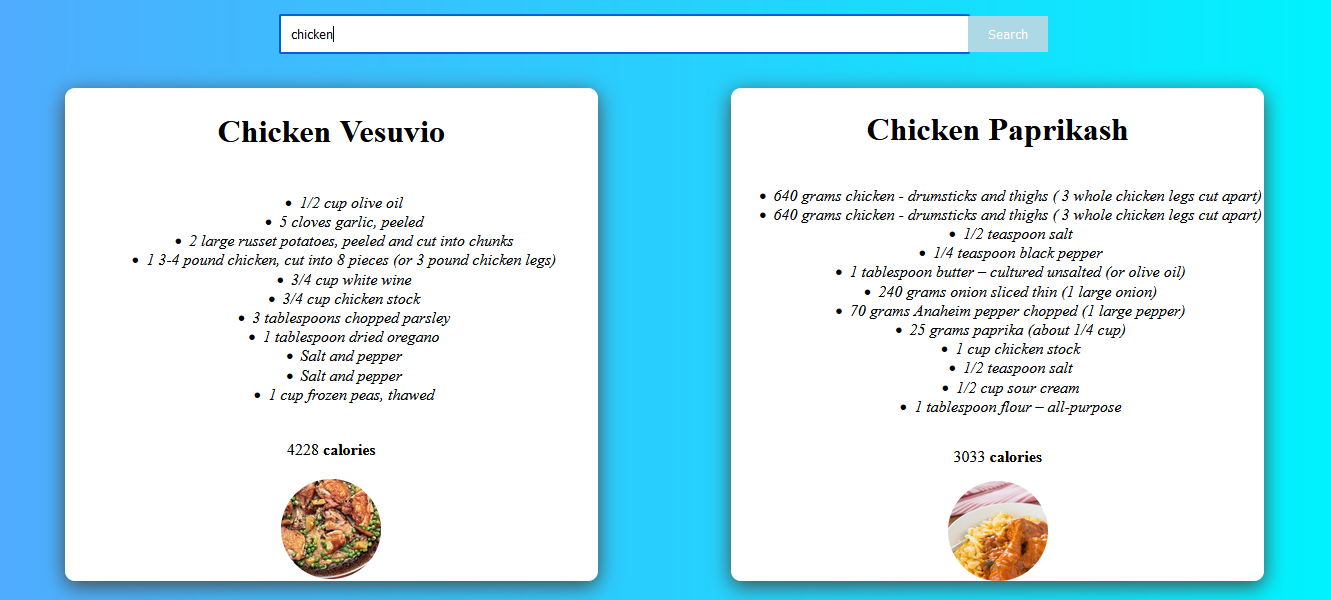 chicken
Search
Chicken Vesuvio
• 1/2 cup olive oil
• 5 cloves garlic, peeled
• 2 large russet potatoes, peeled and cut into chunks
• 1 3-4 pound chicken, cut into 8 pieces (or 3 pound chicken legs)
• 3/4 cup white wine
• 3/4 cup chicken stock
• 3 tablespoons chopped parsley
• 1 tablespoon dried oregano
• Salt and pepper
• Salt and pepper
• 1 cup frozen peas, thawed
4228 calories
Chicken Paprikash
• 640 grams chicken - drumsticks and thighs ( 3 whole chicken legs cut apart)
• 640 grams chicken - drumsticks and thighs ( 3 whole chicken legs cut apart)
• 1/2 teaspoon salt
• 1/4 teaspoon black pepper
• 1 tablespoon butter – cultured unsalted (or olive oil)
• 240 grams onion sliced thin (1 large onion)
• 70 grams Anaheim pepper chopped (1 large pepper)
• 25 grams paprika (about 1/4 cup)
• 1 cup chicken stock
• 1/2 teaspoon salt
• 1/2 cup sour cream
• 1 tablespoon flour – all-purpose
3033 calories